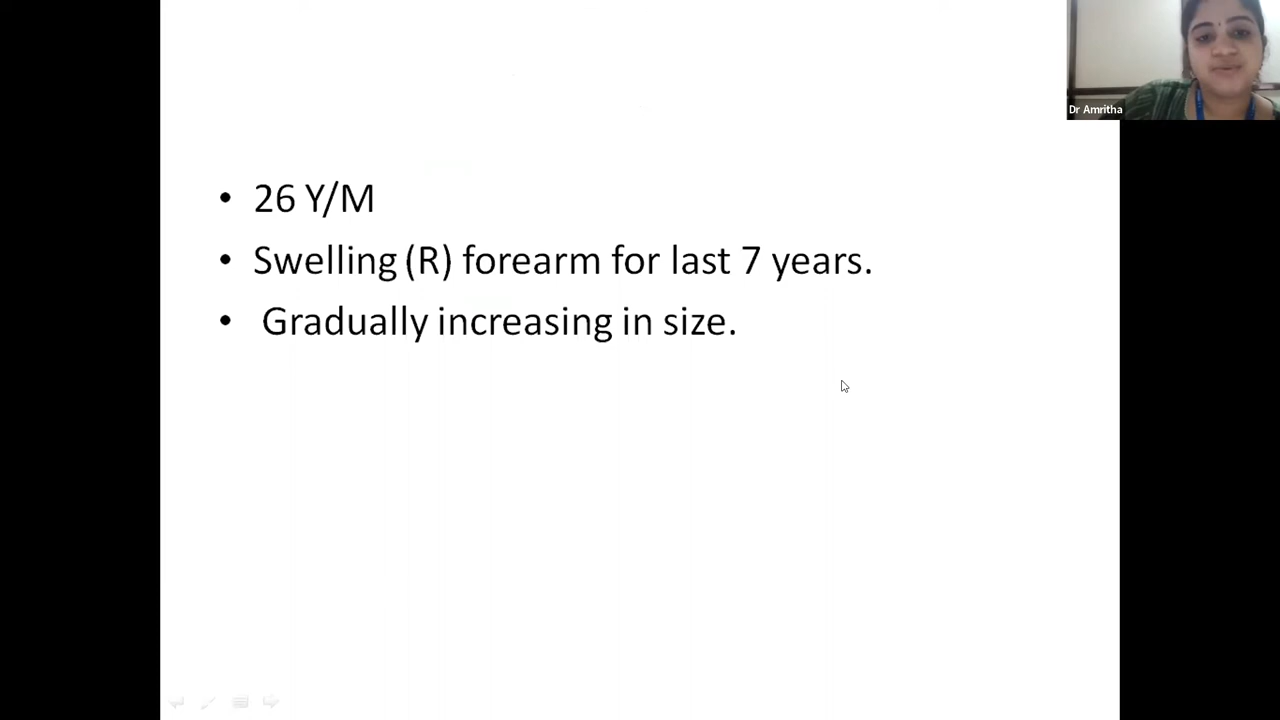 Dr Amritha
• 26 Y/M
• Swelling (R) forearm for last 7 years.
• Gradually increasing in size.